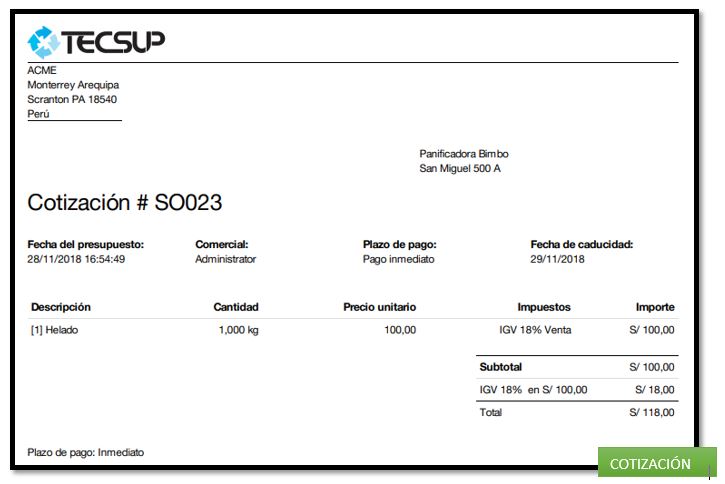 TECSUP
ACME
Monterrey Arequipa
Scranton PA 18540
Perú
Panificadora Bimbo
San Miguel 500 A
Cotización # SO023
Fecha del presupuesto: Comercial: Plazo de pago: Fecha de caducidad:
28/11/2018 16:54:49 Administrator Pago inmediato 29/11/2018
Descripción Cantidad Precio unitario Impuestos Importe
[1] Helado 1,000 kg 100,00 IGV 18% Venta S/ 100,00
Subtotal S/ 100,00
IGV 18% en S/ 100,00 S/ 18,00
Total S/ 118,00
Plazo de pago: Inmediato
COTIZACIÓN